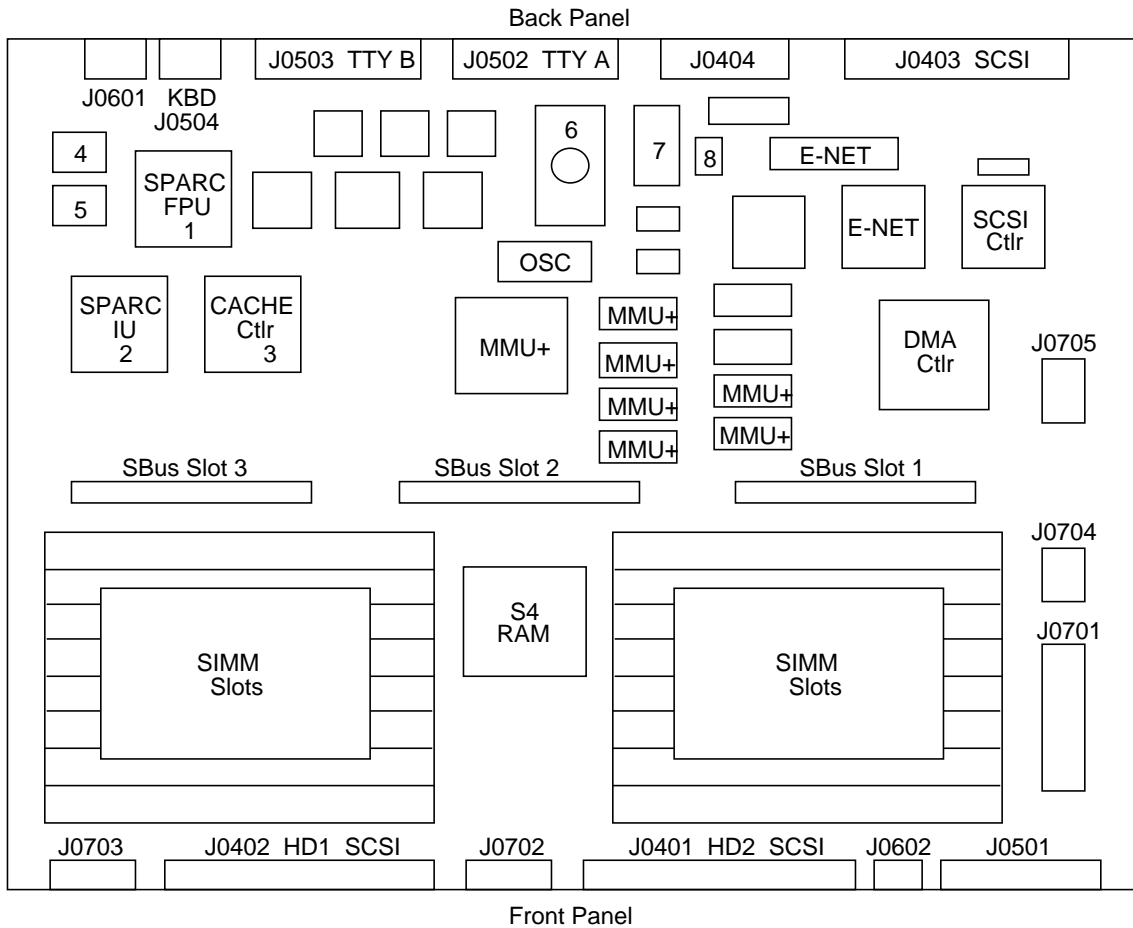 Back Panel
J0503 TTY B
J0502 TTY A
J0404
J0403 SCSI
J0601
KBD
J0504
4
5
SPARC
FPU
1
6
7
8
E-NET
E-NET
SCSI
Ctlr
OSC
SPARC
IU
2
CACHE
Ctlr
3
MMU+
MMU+
MMU+
MMU+
MMU+
MMU+
MMU+
DMA
Ctlr
J0705
SBus Slot 3
SBus Slot 2
SBus Slot 1
J0704
S4
RAM
SIMM
Slots
SIMM
Slots
J0701
J0703
J0402 HD1 SCSI
J0702
J0401 HD2 SCSI
J0602
J0501
Front Panel